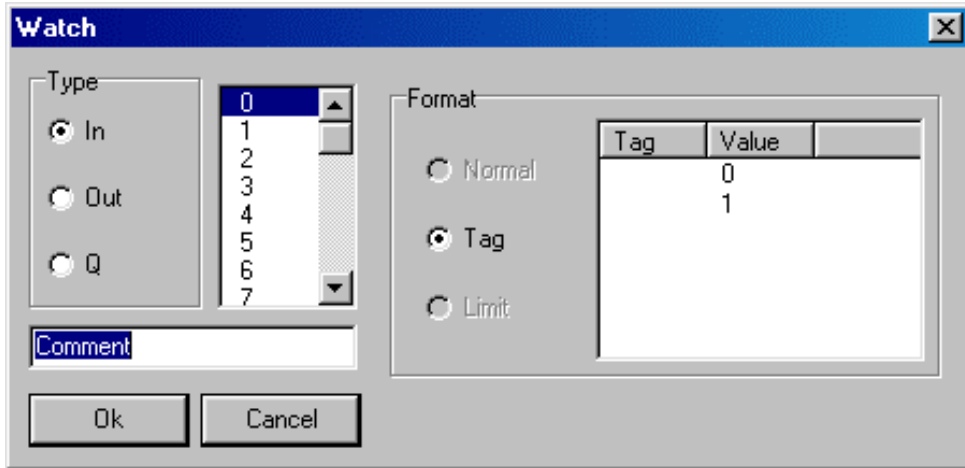 Watch
Type
In
Out
Q
0
1
2
3
4
5
6
7
Comment
Ok
Cancel
Format
Normal
Tag
Limit
Tag Value
0
1